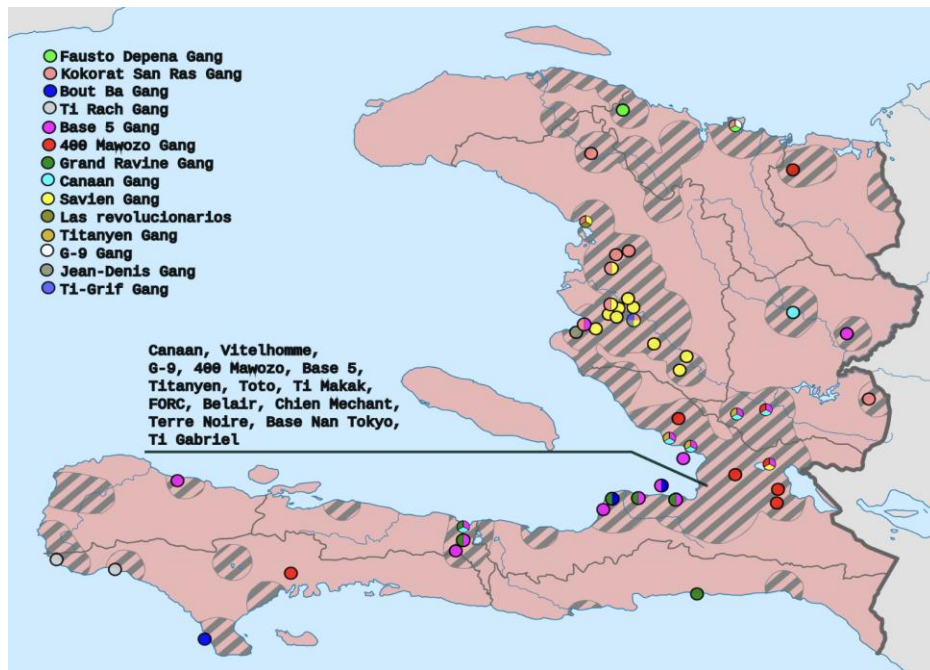 Fausto Depena Gang
Kokorat San Ras Gang
Bout Ba Gang
Ti Rach Gang
Base 5 Gang
400 Mawozo Gang
Grand Ravine Gang
Canaan Gang
Savien Gang
Las revolucionarios
Titanyen Gang
G-9 Gang
Jean-Denis Gang
Ti-Grif Gang
Canaan, Vitelhomme,
G-9, 400 Mawozo, Base 5,
Titanyen, Toto, Ti Makak,
FORC, Belair, Chien Mechant,
Terre Noire, Base Nan Tokyo,
Ti Gabriel